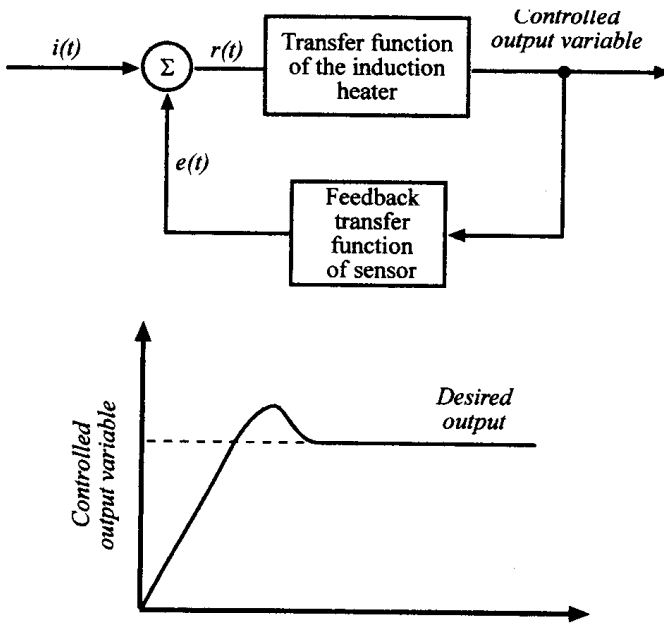 Controlled
output variable
i(t)
Σ
r(t)
Transfer function
of the induction
heater
e(t)
Feedback
transfer
function
of sensor
Desired
output
Controlled
output variable